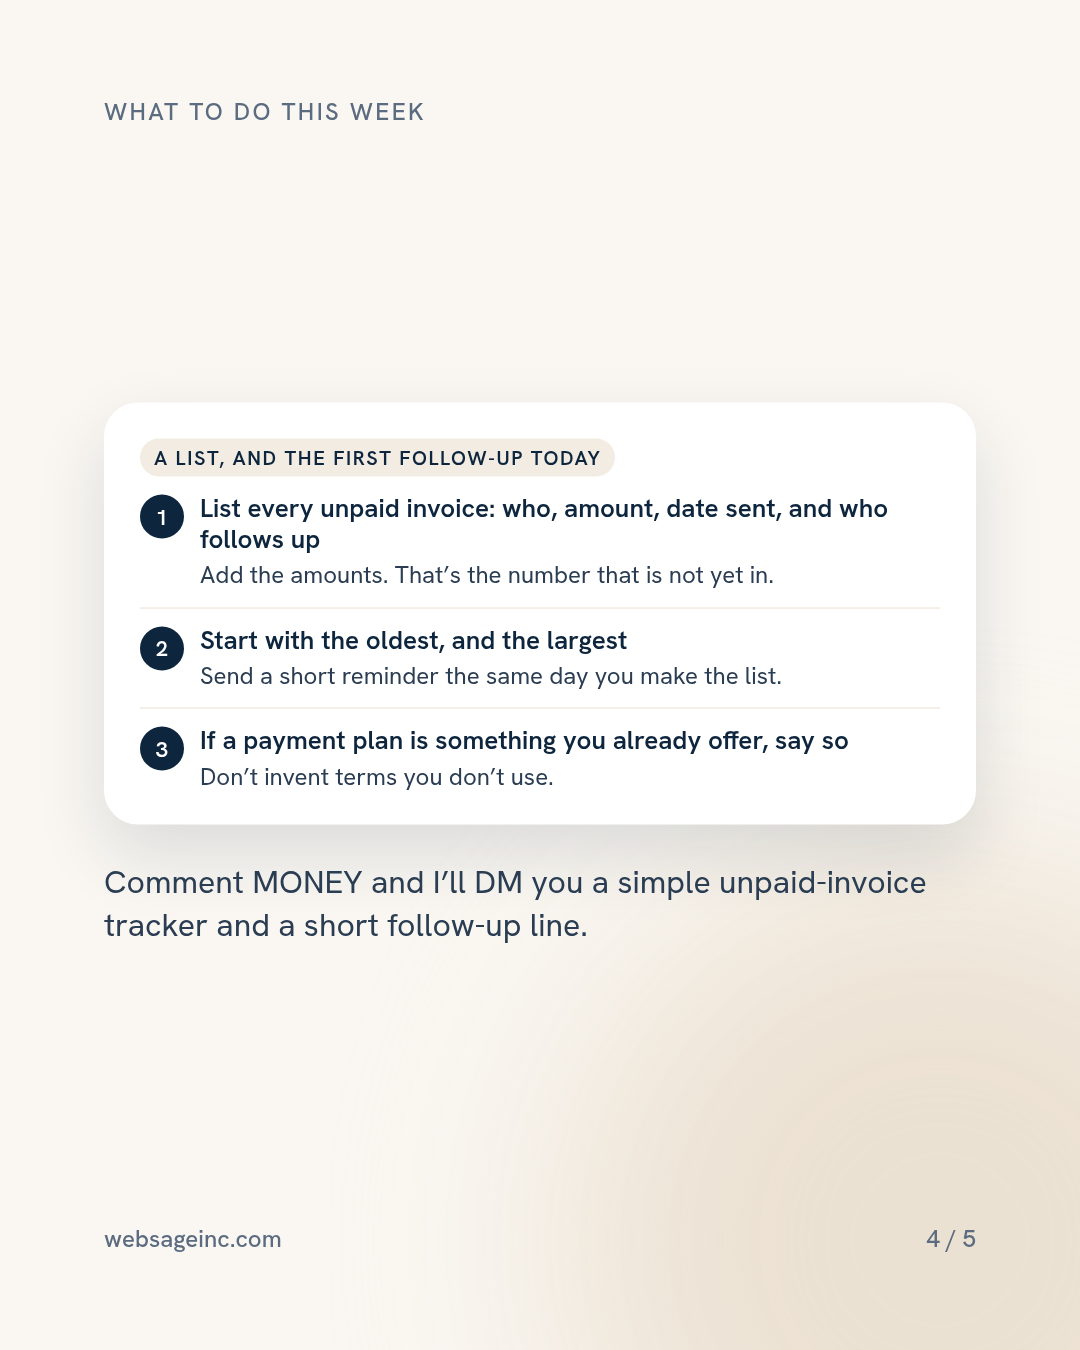 WHAT TO DO THIS WEEK
A LIST, AND THE FIRST FOLLOW-UP TODAY
1
List every unpaid invoice: who, amount, date sent, and who
follows up
Add the amounts. That’s the number that is not yet in.
2
Start with the oldest, and the largest
Send a short reminder the same day you make the list.
3
If a payment plan is something you already offer, say so
Don’t invent terms you don’t use.
Comment MONEY and I’ll DM you a simple unpaid-invoice
tracker and a short follow-up line.
websageinc.com
4 / 5